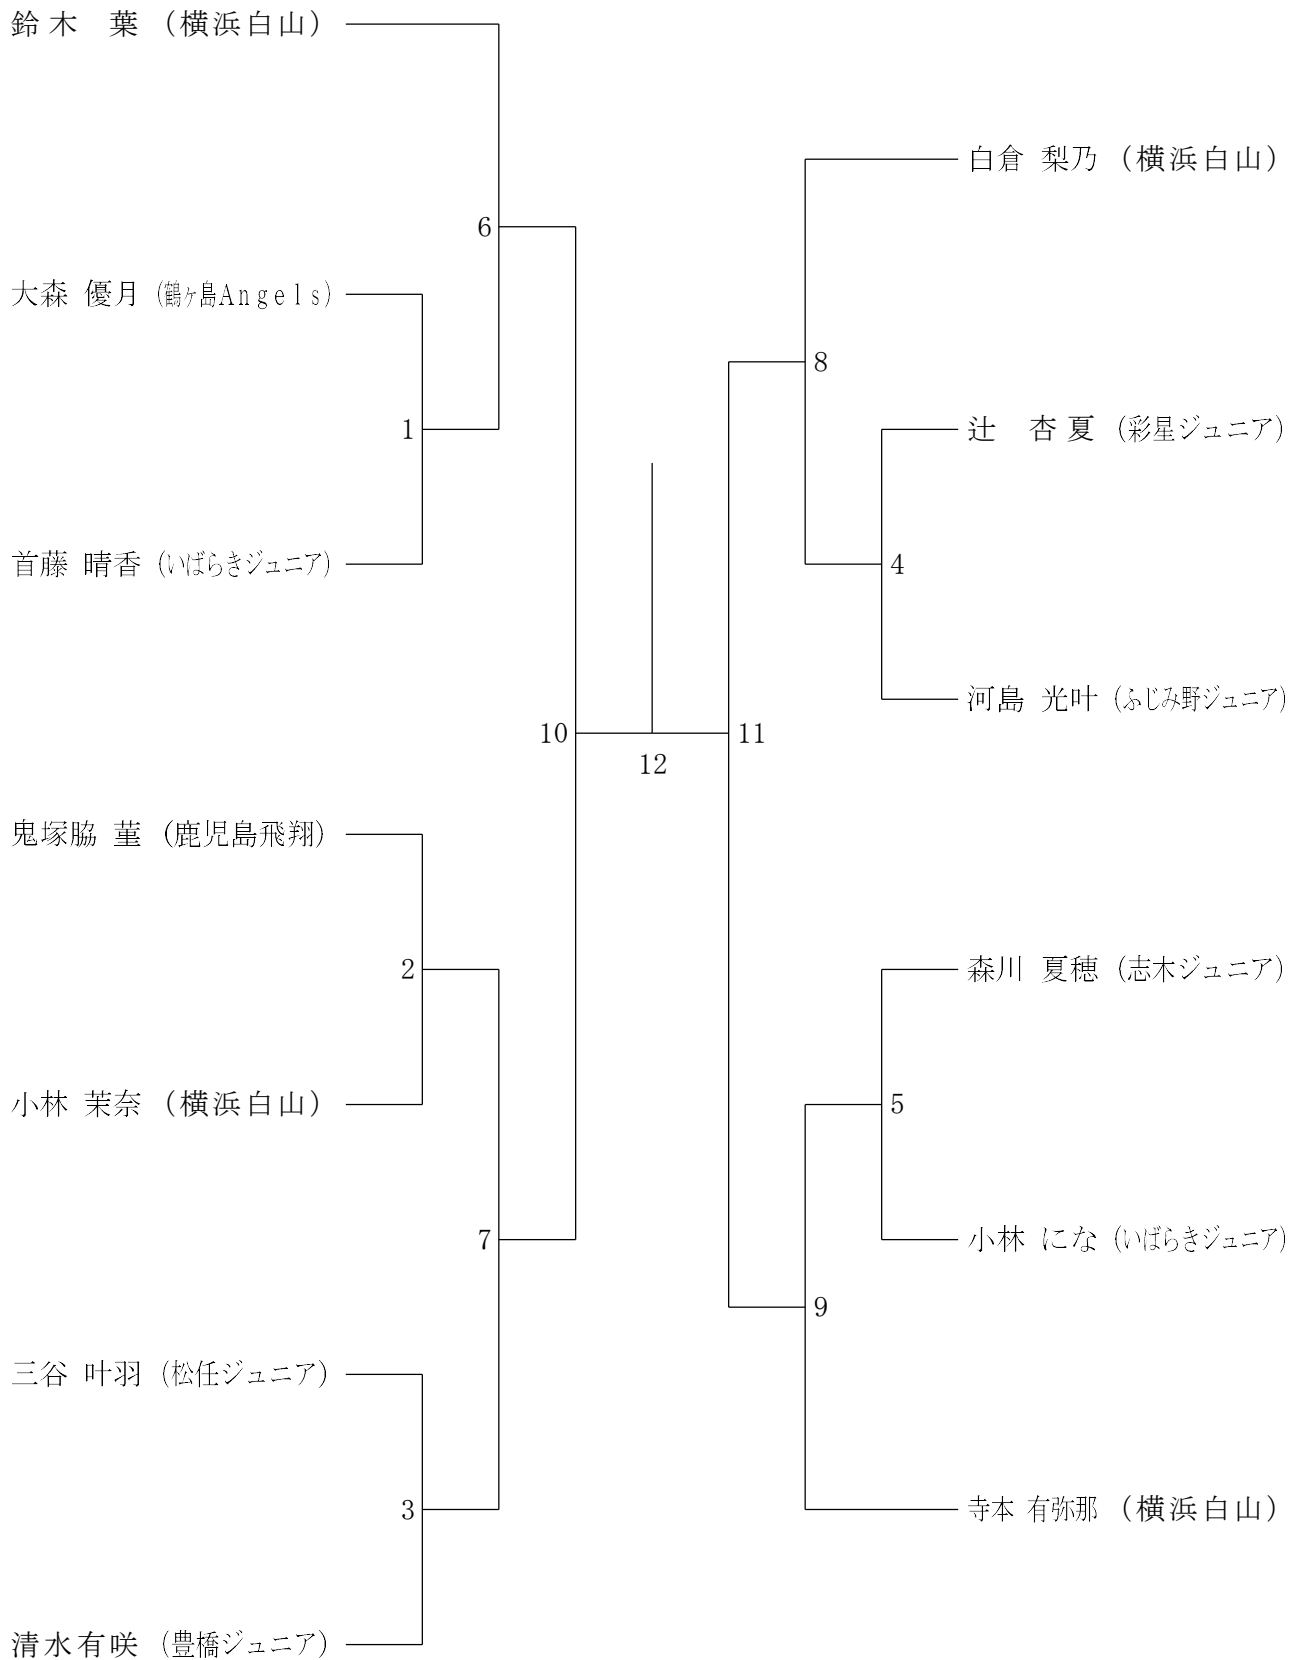 鈴木　葉 （横浜白山）
白倉 梨乃 （横浜白山）
6
大森 優月 (鶴ヶ島Angels)
8
1
辻　杏夏 (彩星ジュニア)
首藤 晴香 (いばらきジュニア)
4
河島 光叶 (ふじみ野ジュニア)
10
11
12
鬼塚脇 菫 (鹿児島飛翔)
2
森川 夏穂 (志木ジュニア)
小林 茉奈 （横浜白山）
5
7
小林 にな (いばらきジュニア)
9
三谷 叶羽 (松任ジュニア)
3
寺本 有弥那 （横浜白山）
清水有咲 (豊橋ジュニア)